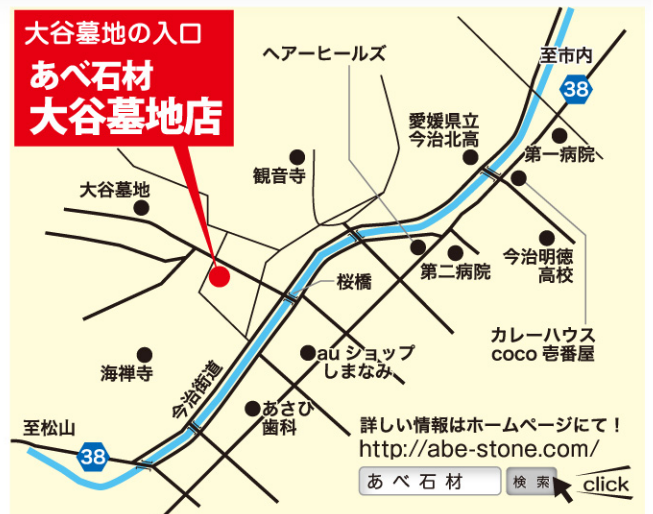 大谷墓地の入口
あべ石材
大谷墓地店
ヘアーヒールズ
至市内
38
愛媛県立
今治北高
第一病院
観音寺
大谷墓地
今治明徳
高校
第二病院
桜橋
カレーハウス
coco 壱番屋
au ショップ
しまなみ
海禅寺
今治街道
あさひ
歯科
至松山
38
詳しい情報はホームページにて！
http://abe-stone.com/
あべ石材
検索
click